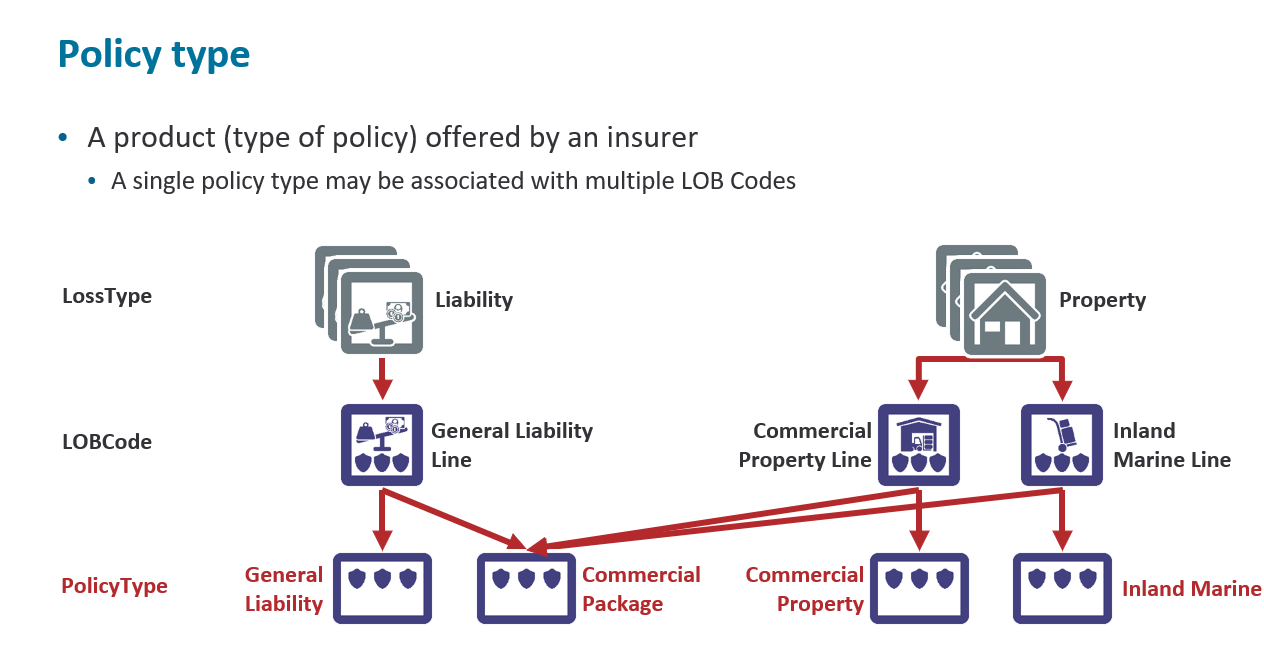 Policy type
• A product (type of policy) offered by an insurer
• A single policy type may be associated with multiple LOB Codes
LossType
Liability
Property
LOBCode
General Liability
Line
Commercial
Property Line
Inland
Marine Line
PolicyType
General
Liability
Commercial
Package
Commercial
Property
Inland Marine